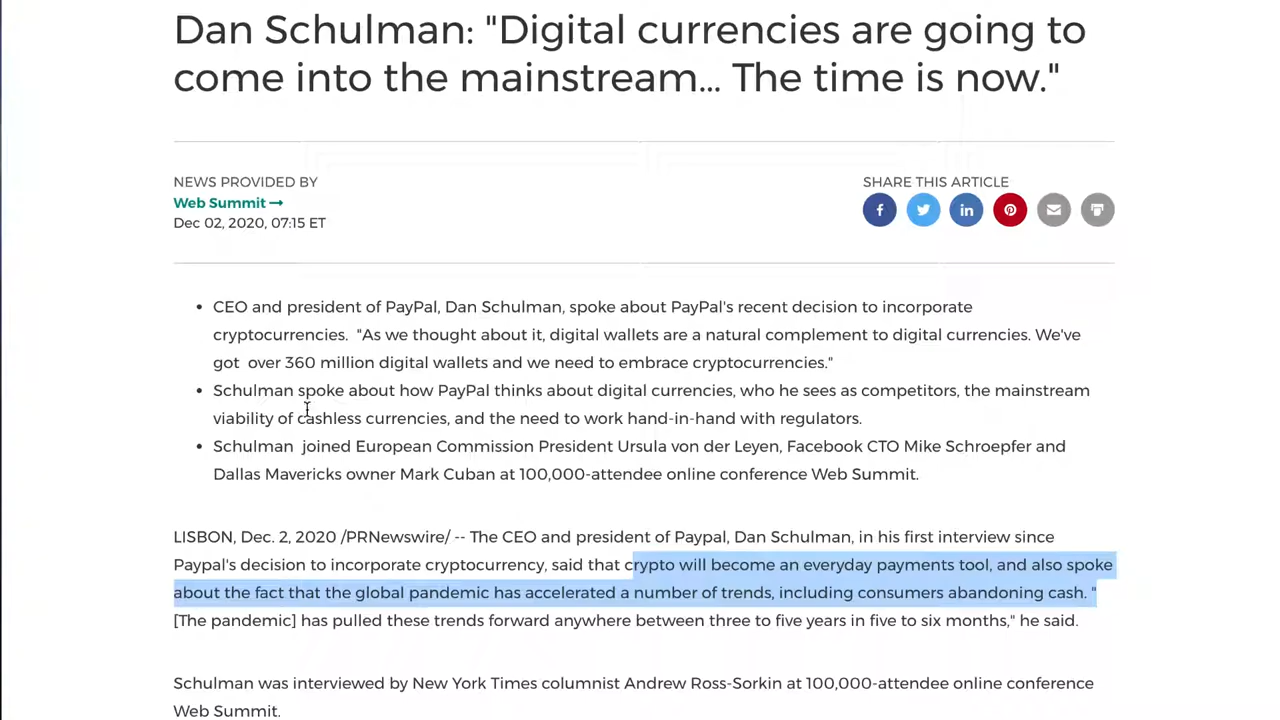 Dan Schulman: "Digital currencies are going to
come into the mainstream... The time is now."
NEWS PROVIDED BY
Web Summit →
Dec 02, 2020, 07:15 ET
SHARE THIS ARTICLE
• CEO and president of PayPal, Dan Schulman, spoke about PayPal's recent decision to incorporate
cryptocurrencies.  "As we thought about it, digital wallets are a natural complement to digital currencies. We've
got  over 360 million digital wallets and we need to embrace cryptocurrencies."
• Schulman spoke about how PayPal thinks about digital currencies, who he sees as competitors, the mainstream
viability of cashless currencies, and the need to work hand-in-hand with regulators.
• Schulman  joined European Commission President Ursula von der Leyen, Facebook CTO Mike Schroepfer and
Dallas Mavericks owner Mark Cuban at 100,000-attendee online conference Web Summit.
LISBON, Dec. 2, 2020 /PRNewswire/ -- The CEO and president of Paypal, Dan Schulman, in his first interview since
Paypal's decision to incorporate cryptocurrency, said that crypto will become an everyday payments tool, and also spoke
about the fact that the global pandemic has accelerated a number of trends, including consumers abandoning cash. "
[The pandemic] has pulled these trends forward anywhere between three to five years in five to six months," he said.
Schulman was interviewed by New York Times columnist Andrew Ross-Sorkin at 100,000-attendee online conference
Web Summit.